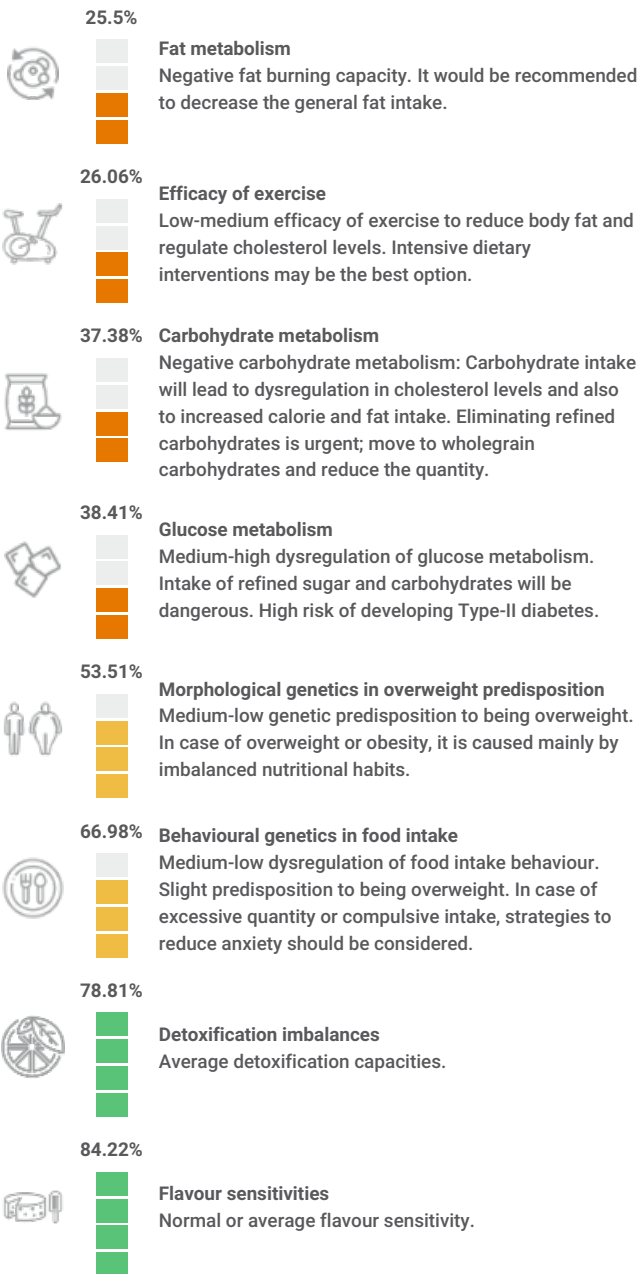 25.5%
Fat metabolism
Negative fat burning capacity. It would be recommended
to decrease the general fat intake.
26.06%
Efficacy of exercise
Low-medium efficacy of exercise to reduce body fat and
regulate cholesterol levels. Intensive dietary
interventions may be the best option.
37.38%
Carbohydrate metabolism
Negative carbohydrate metabolism: Carbohydrate intake
will lead to dysregulation in cholesterol levels and also
to increased calorie and fat intake. Eliminating refined
carbohydrates is urgent; move to wholegrain
carbohydrates and reduce the quantity.
38.41%
Glucose metabolism
Medium-high dysregulation of glucose metabolism.
Intake of refined sugar and carbohydrates will be
dangerous. High risk of developing Type-II diabetes.
53.51%
Morphological genetics in overweight predisposition
Medium-low genetic predisposition to being overweight.
In case of overweight or obesity, it is caused mainly by
imbalanced nutritional habits.
66.98%
Behavioural genetics in food intake
Medium-low dysregulation of food intake behaviour.
Slight predisposition to being overweight. In case of
excessive quantity or compulsive intake, strategies to
reduce anxiety should be considered.
78.81%
Detoxification imbalances
Average detoxification capacities.
84.22%
Flavour sensitivities
Normal or average flavour sensitivity.